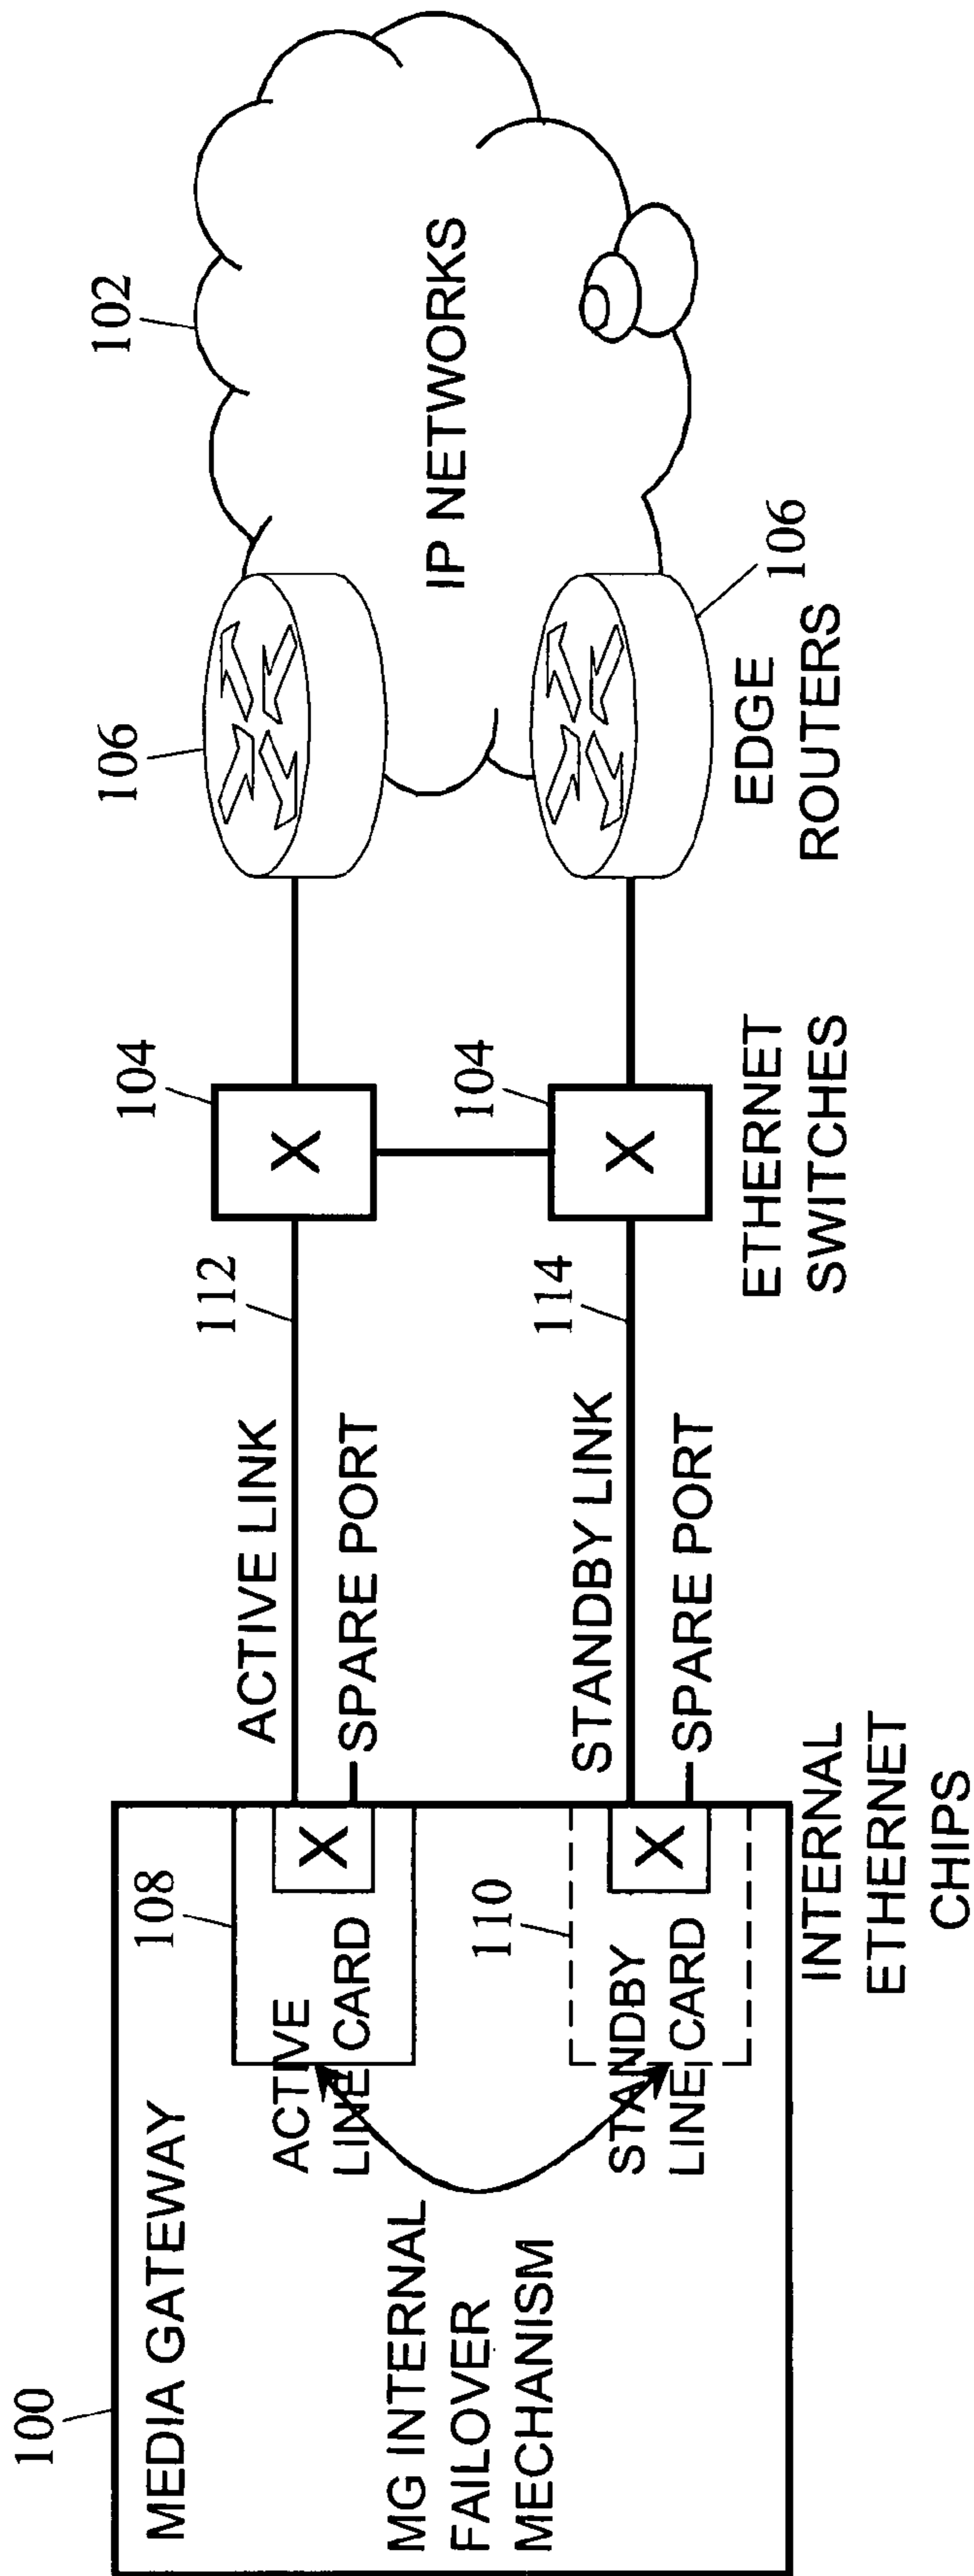 100
MEDIA GATEWAY
MG INTERNAL
FAILOVER
MECHANISM
ACTIVE
LINE CARD
108
X
STANDBY
LINE CARD
110
X
INTERNAL
ETHERNET
CHIPS
ACTIVE LINK
112
SPARE PORT
STANDBY LINK
114
SPARE PORT
104
X
104
X
ETHERNET
SWITCHES
106
106
EDGE
ROUTERS
102
IP NETWORKS